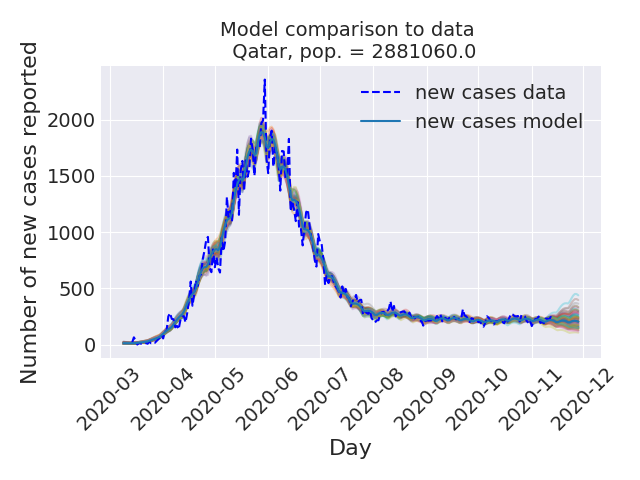 Model comparison to data
Qatar, pop. = 2881060.0
new cases data
new cases model
Number of new cases reported
2000
1500
1000
500
0
2020-03
2020-04
2020-05
2020-06
2020-07
2020-08
2020-09
2020-10
2020-11
2020-12
Day